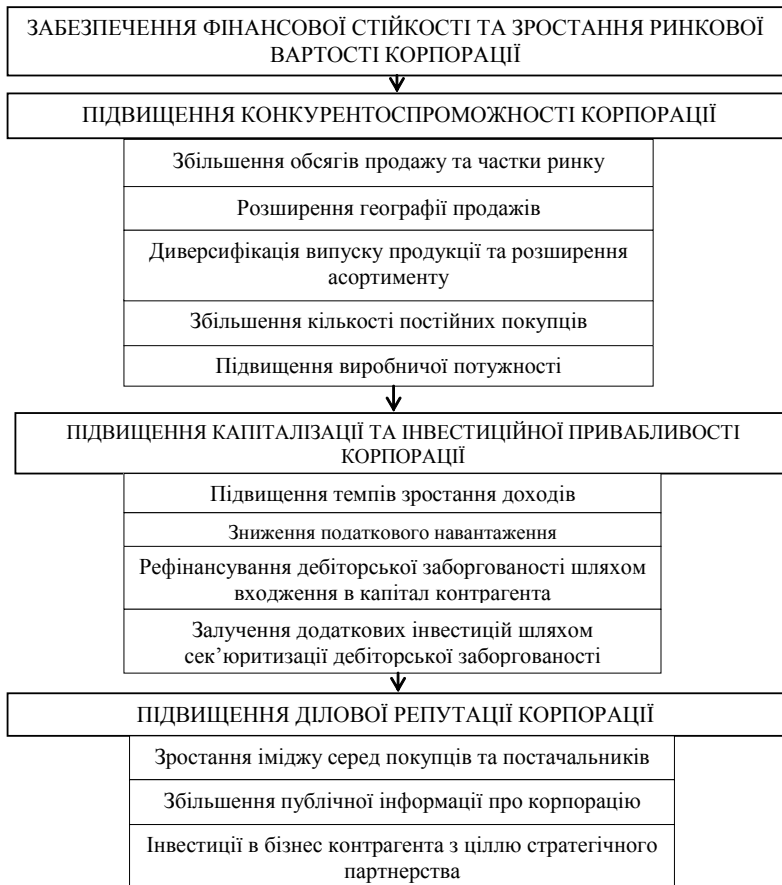 ЗАБЕЗПЕЧЕННЯ ФІНАНСОВОЇ СТІЙКОСТІ ТА ЗРОСТАННЯ РИНКОВОЇ
ВАРТОСТІ КОРПОРАЦІЇ
ПІДВИЩЕННЯ КОНКУРЕНТОСПРОМОЖНОСТІ КОРПОРАЦІЇ
Збільшення обсягів продажу та частки ринку
Розширення географії продажів
Диверсифікація випуску продукції та розширення
асортименту
Збільшення кількості постійних покупців
Підвищення виробничої потужності
ПІДВИЩЕННЯ КАПІТАЛІЗАЦІЇ ТА ІНВЕСТИЦІЙНОЇ ПРИВАБЛИВОСТІ
КОРПОРАЦІЇ
Підвищення темпів зростання доходів
Зниження податкового навантаження
Рефінансування дебіторської заборгованості шляхом
входження в капітал контрагента
Залучення додаткових інвестицій шляхом
сек’юритизації дебіторської заборгованості
ПІДВИЩЕННЯ ДІЛОВОЇ РЕПУТАЦІЇ КОРПОРАЦІЇ
Зростання іміджу серед покупців та постачальників
Збільшення публічної інформації про корпорацію
Інвестиції в бізнес контрагента з ціллю стратегічного
партнерства